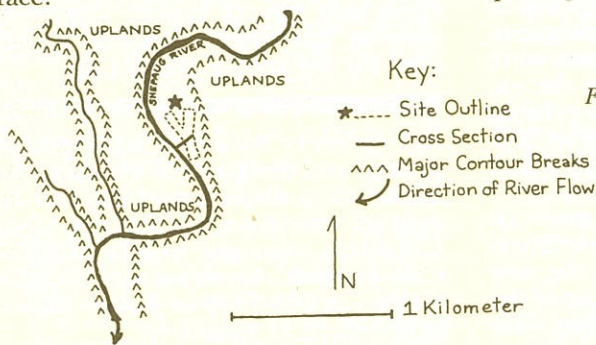 UPLANDS
SHEPAUG RIVER
UPLANDS
UPLANDS
Key:
Site Outline
Cross Section
Major Contour Breaks
Direction of River Flow
N
1 Kilometer